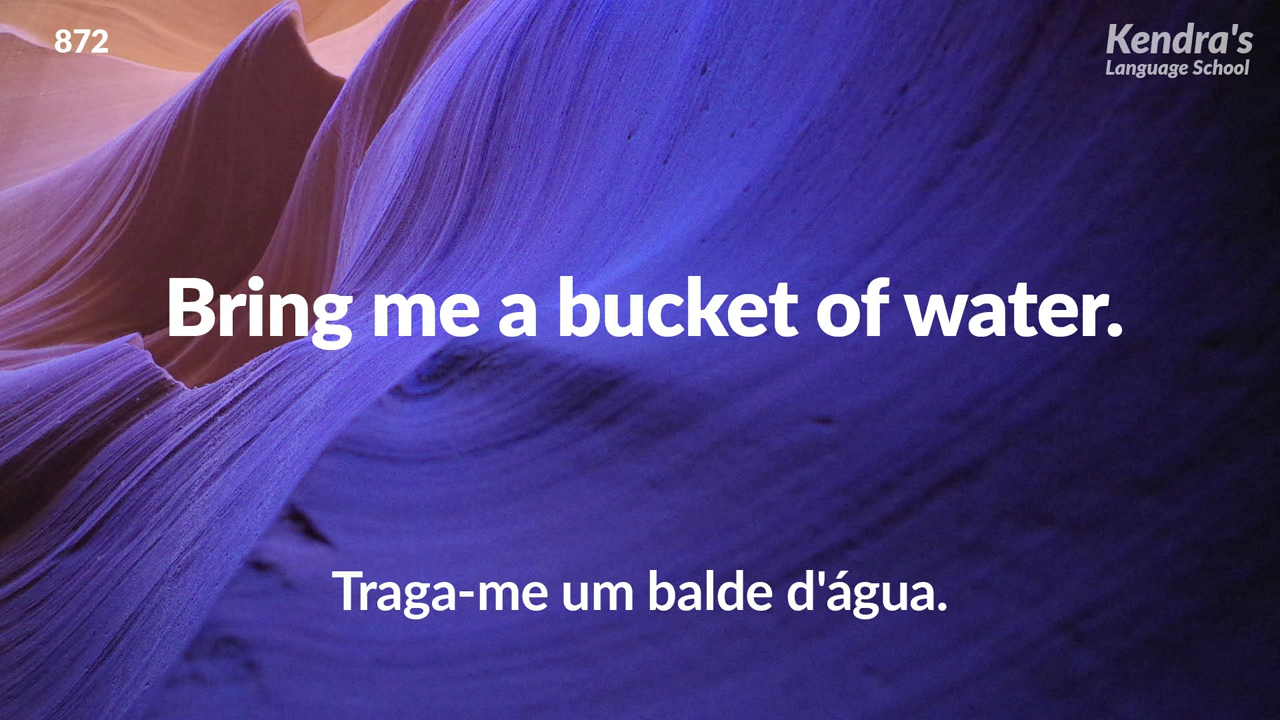 872
Kendra's
Language School
Bring me a bucket of water.
Traga-me um balde d'água.